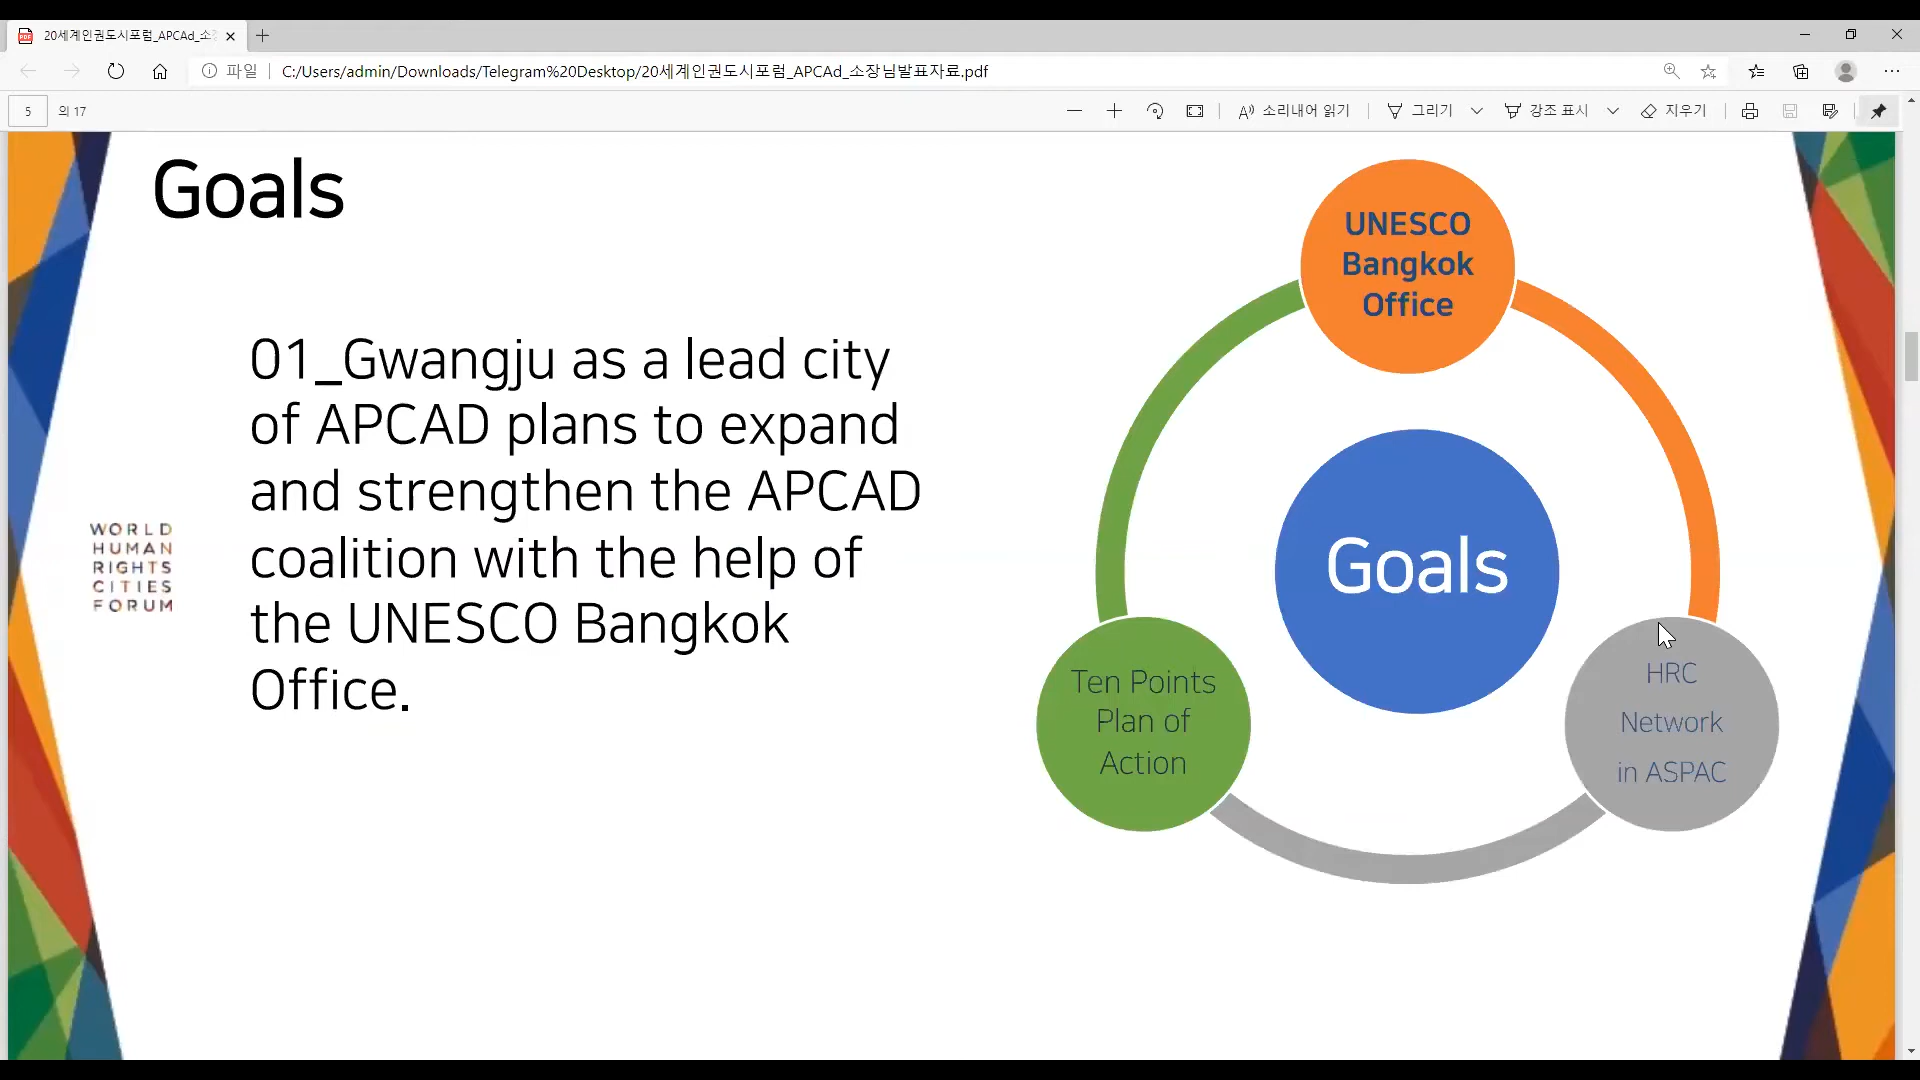 20세계인권도시포럼_APCAd_소
파일
C:/Users/admin/Downloads/Telegram%20Desktop/20세계인권도시포럼_APCAd_소장님발표자료.pdf
5 의 17
소리내어 읽기
그리기
강조 표시
지우기
Goals
01_Gwangju as a lead city
of APCAD plans to expand
and strengthen the APCAD
coalition with the help of
the UNESCO Bangkok
Office.
WORLD
HUMAN
RIGHTS
CITIES
FORUM
UNESCO
Bangkok
Office
Goals
Ten Points
Plan of
Action
HRC
Network
in ASPAC